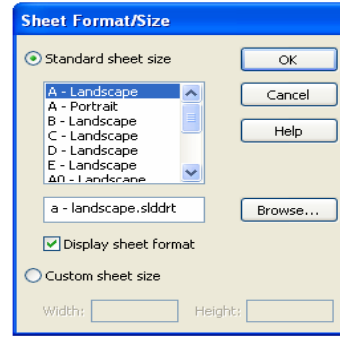 Sheet Format/Size
Standard sheet size
OK
A - Landscape
A - Portrait
B - Landscape
C - Landscape
D - Landscape
E - Landscape
A0 - Landscape
Cancel
Help
a - landscape.slddrt
Browse...
Display sheet format
Custom sheet size
Width:
Height: